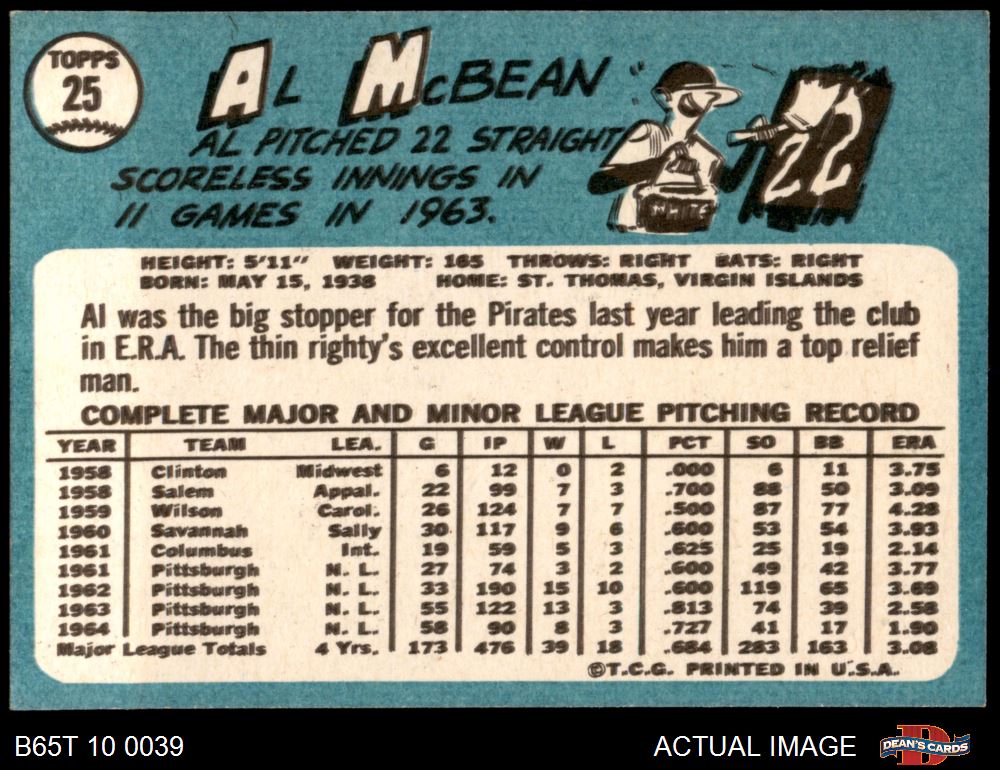 TOPPS
25
AL McBEAN
AL PITCHED 22 STRAIGHT
SCORELESS INNINGS IN
11 GAMES IN 1963.
22
WHITE
HEIGHT: 5'11" WEIGHT: 165 THROWS: RIGHT BATS: RIGHT
BORN: MAY 15, 1938 HOME: ST. THOMAS, VIRGIN ISLANDS
Al was the big stopper for the Pirates last year leading the club
in E.R.A. The thin righty's excellent control makes him a top relief
man.
COMPLETE MAJOR AND MINOR LEAGUE PITCHING RECORD
YEAR TEAM LEA. G IP W L PCT SO BB ERA
1958 Clinton Midwest 6 12 0 2 .000 6 11 3.75
1958 Salem Appal. 22 99 7 3 .700 88 50 3.09
1959 Wilson Carol. 26 124 7 7 .500 87 77 4.28
1960 Savannah Sally 30 117 9 6 .600 53 54 3.93
1961 Columbus Int. 19 59 5 3 .625 25 19 2.14
1961 Pittsburgh N. L. 27 74 3 2 .600 49 42 3.77
1962 Pittsburgh N. L. 33 190 15 10 .600 119 65 3.69
1963 Pittsburgh N. L. 55 122 13 3 .813 74 39 2.58
1964 Pittsburgh N. L. 58 90 8 3 .727 41 17 1.90
Major League Totals 4 Yrs. 173 476 39 18 .684 283 163 3.08
©T.C.G. PRINTED IN U.S.A.
B65T 10 0039
ACTUAL IMAGE
D
DEAN'S CARDS